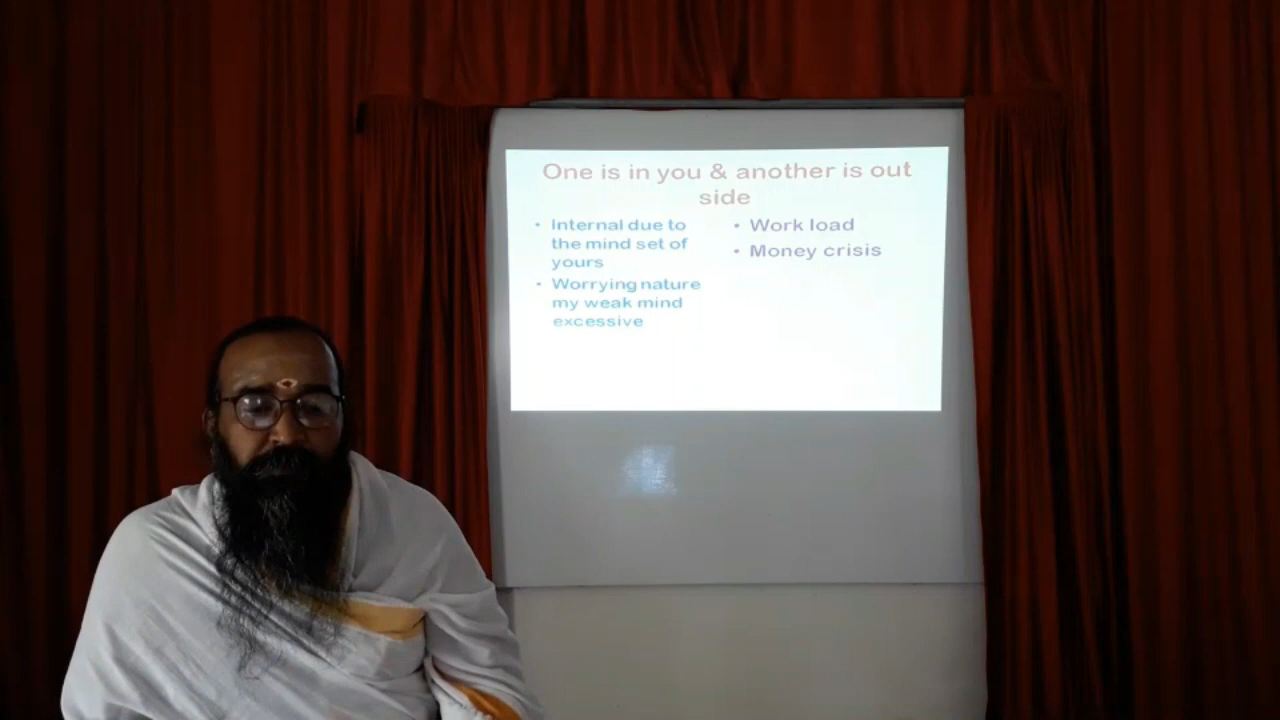 One is in you & another is out
side
• Internal due to
the mind set of
yours
• Worrying nature
my weak mind
excessive
• Work load
• Money crisis